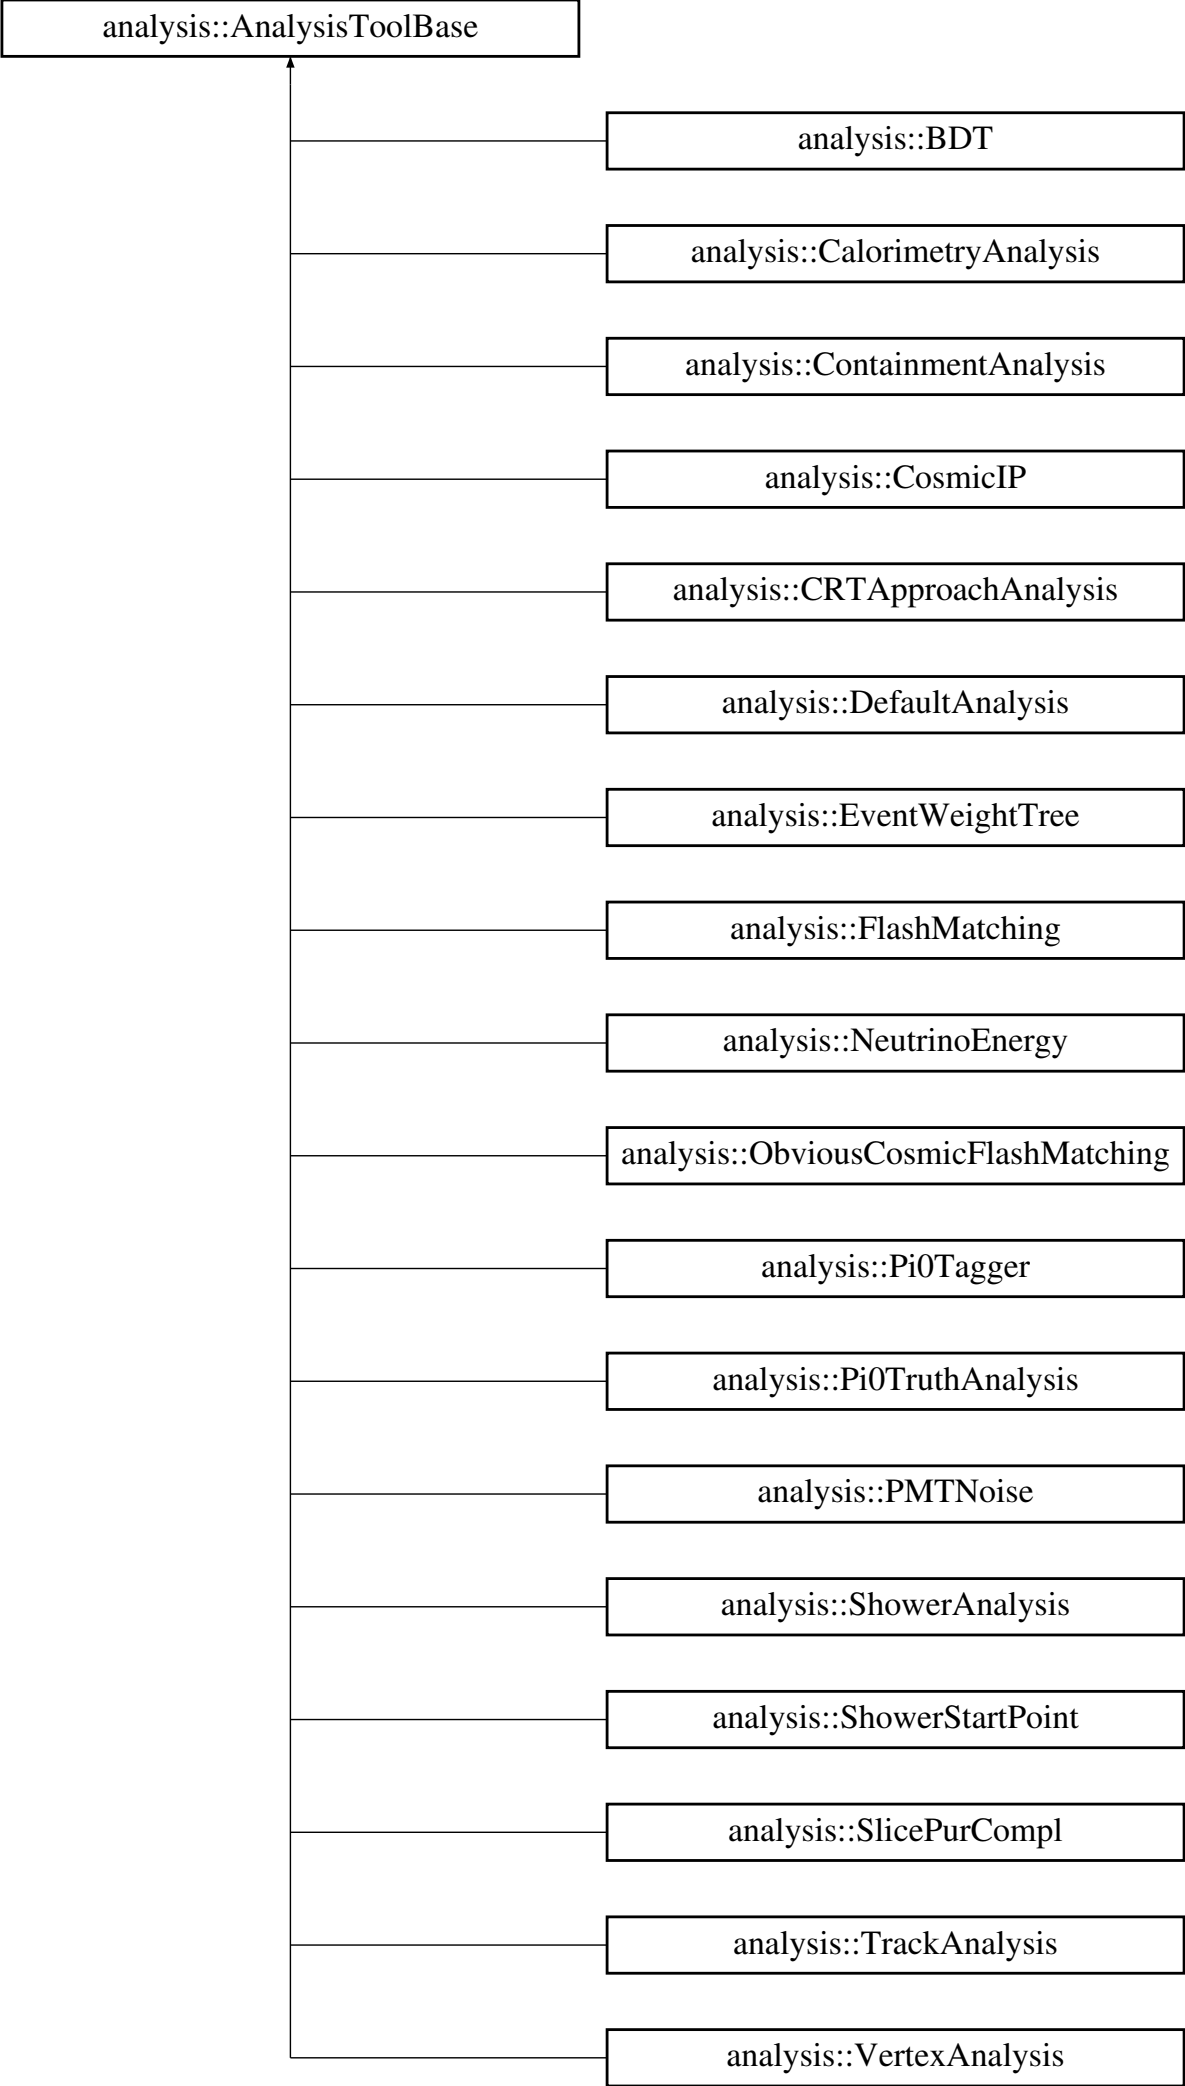 analysis::AnalysisToolBase
analysis::BDT
analysis::CalorimetryAnalysis
analysis::ContainmentAnalysis
analysis::CosmicIP
analysis::CRTApproachAnalysis
analysis::DefaultAnalysis
analysis::EventWeightTree
analysis::FlashMatching
analysis::NeutrinoEnergy
analysis::ObviousCosmicFlashMatching
analysis::Pi0Tagger
analysis::Pi0TruthAnalysis
analysis::PMTNoise
analysis::ShowerAnalysis
analysis::ShowerStartPoint
analysis::SlicePurCompl
analysis::TrackAnalysis
analysis::VertexAnalysis